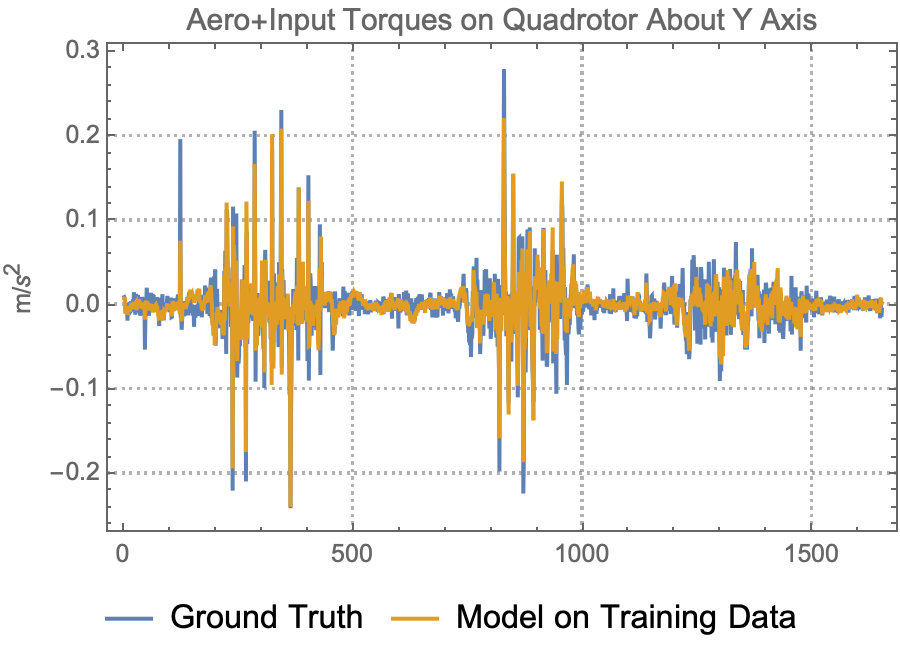 Aero+Input Torques on Quadrotor About Y Axis
0.3
0.2
0.1
0.0
−0.1
−0.2
m/s²
0 500 1000 1500
Ground Truth Model on Training Data